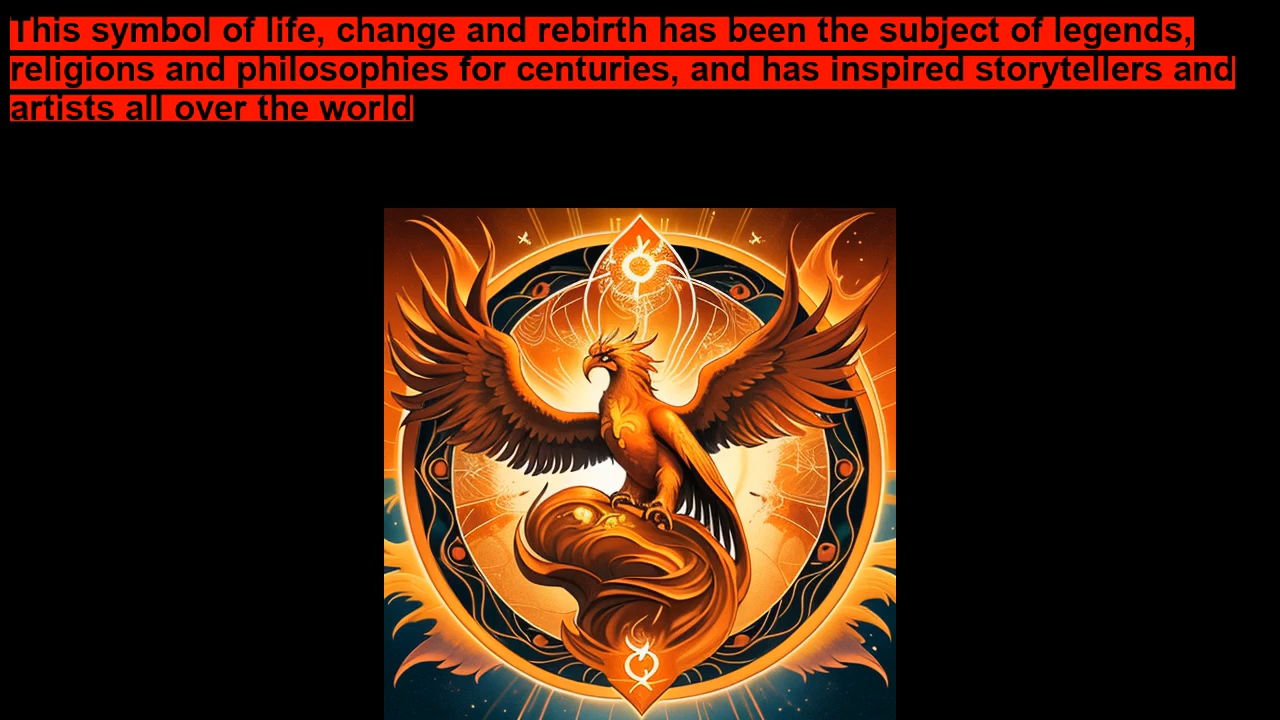 This symbol of life, change and rebirth has been the subject of legends,
religions and philosophies for centuries, and has inspired storytellers and
artists all over the world